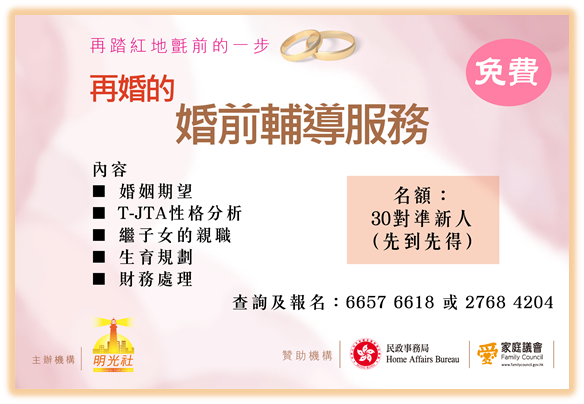 再踏紅地氈前的一步
免費
再婚的
婚前輔導服務
內容
■ 婚姻期望
■ T-JTA性格分析
■ 繼子女的親職
■ 生育規劃
■ 財務處理
名額：
30對準新人
(先到先得)
查詢及報名：6657 6618 或 2768 4204
主辦機構
明光社
贊助機構
民政事務局
Home Affairs Bureau
家庭議會
Family Council
www.familycouncil.gov.hk